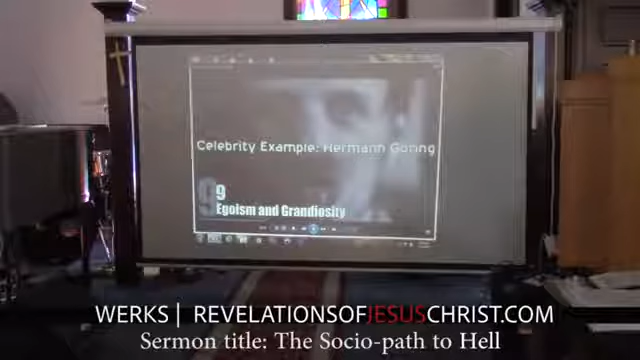 Celebrity Example: Hermann Goring
9
Egoism and Grandiosity
WERKS | REVELATIONSOFJESUSCHRIST.COM
Sermon title: The Socio-path to Hell